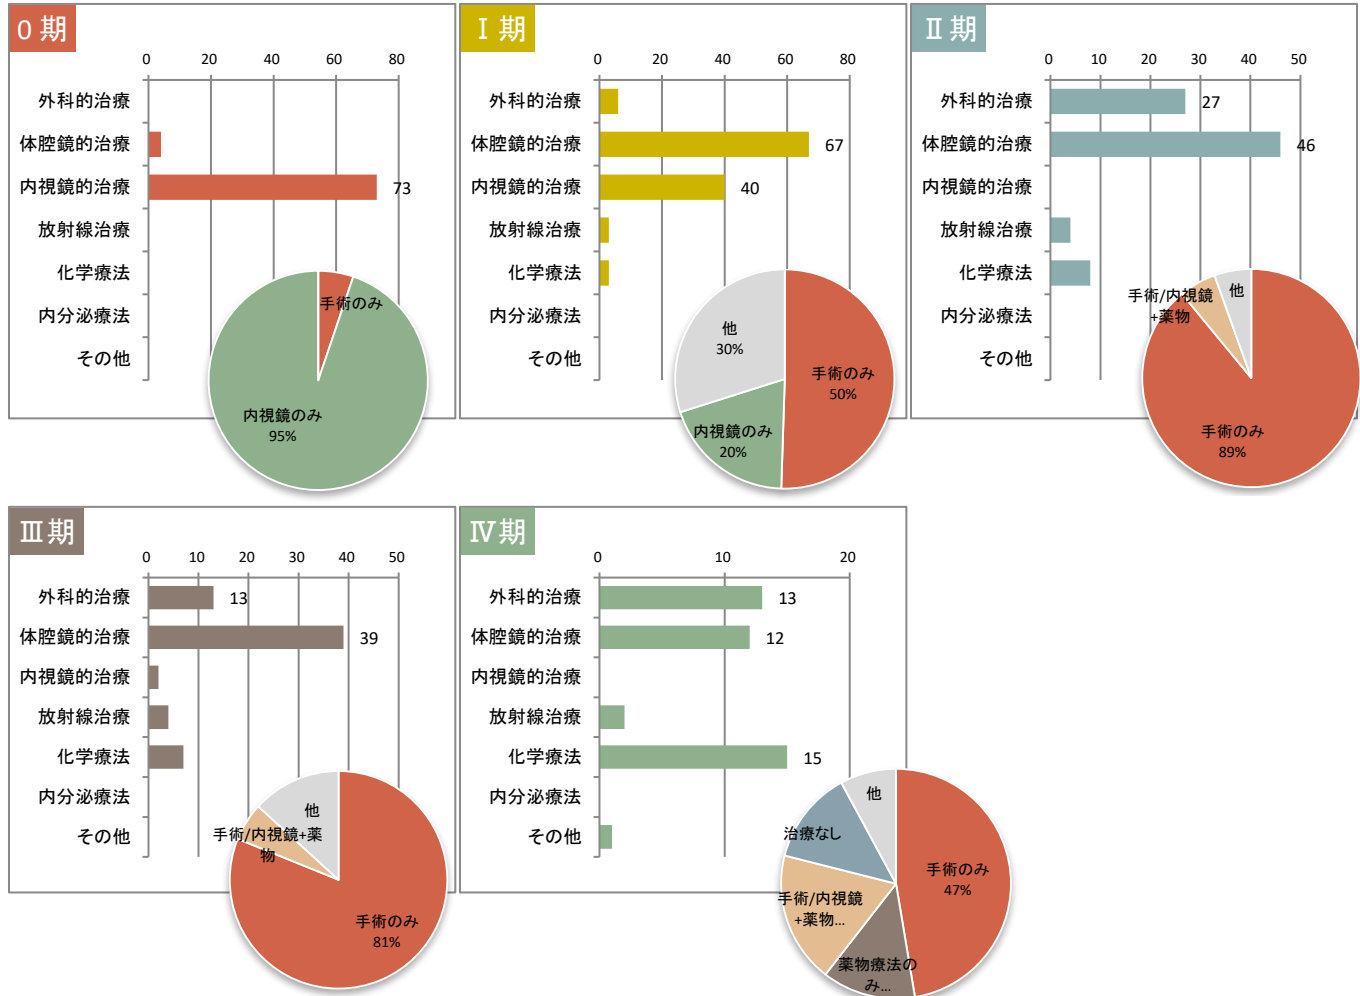 0期
0 20 40 60 80
外科的治療
体腔鏡的治療
内視鏡的治療 73
放射線治療
化学療法
内分泌療法
その他
手術のみ
内視鏡のみ
95%
Ⅰ期
0 20 40 60 80
外科的治療
体腔鏡的治療 67
内視鏡的治療 40
放射線治療
化学療法
内分泌療法
その他
他
30%
手術のみ
50%
内視鏡のみ
20%
Ⅱ期
0 10 20 30 40 50
外科的治療 27
体腔鏡的治療 46
内視鏡的治療
放射線治療
化学療法
内分泌療法
その他
手術/内視鏡
+薬物
他
手術のみ
89%
Ⅲ期
0 10 20 30 40 50
外科的治療 13
体腔鏡的治療 39
内視鏡的治療
放射線治療
化学療法
内分泌療法
その他
他
手術/内視鏡+薬
物
手術のみ
81%
Ⅳ期
0 10 20
外科的治療 13
体腔鏡的治療 12
内視鏡的治療
放射線治療
化学療法 15
内分泌療法
その他
他
治療なし
手術のみ
47%
手術/内視鏡
+薬物…
薬物療法の
み…